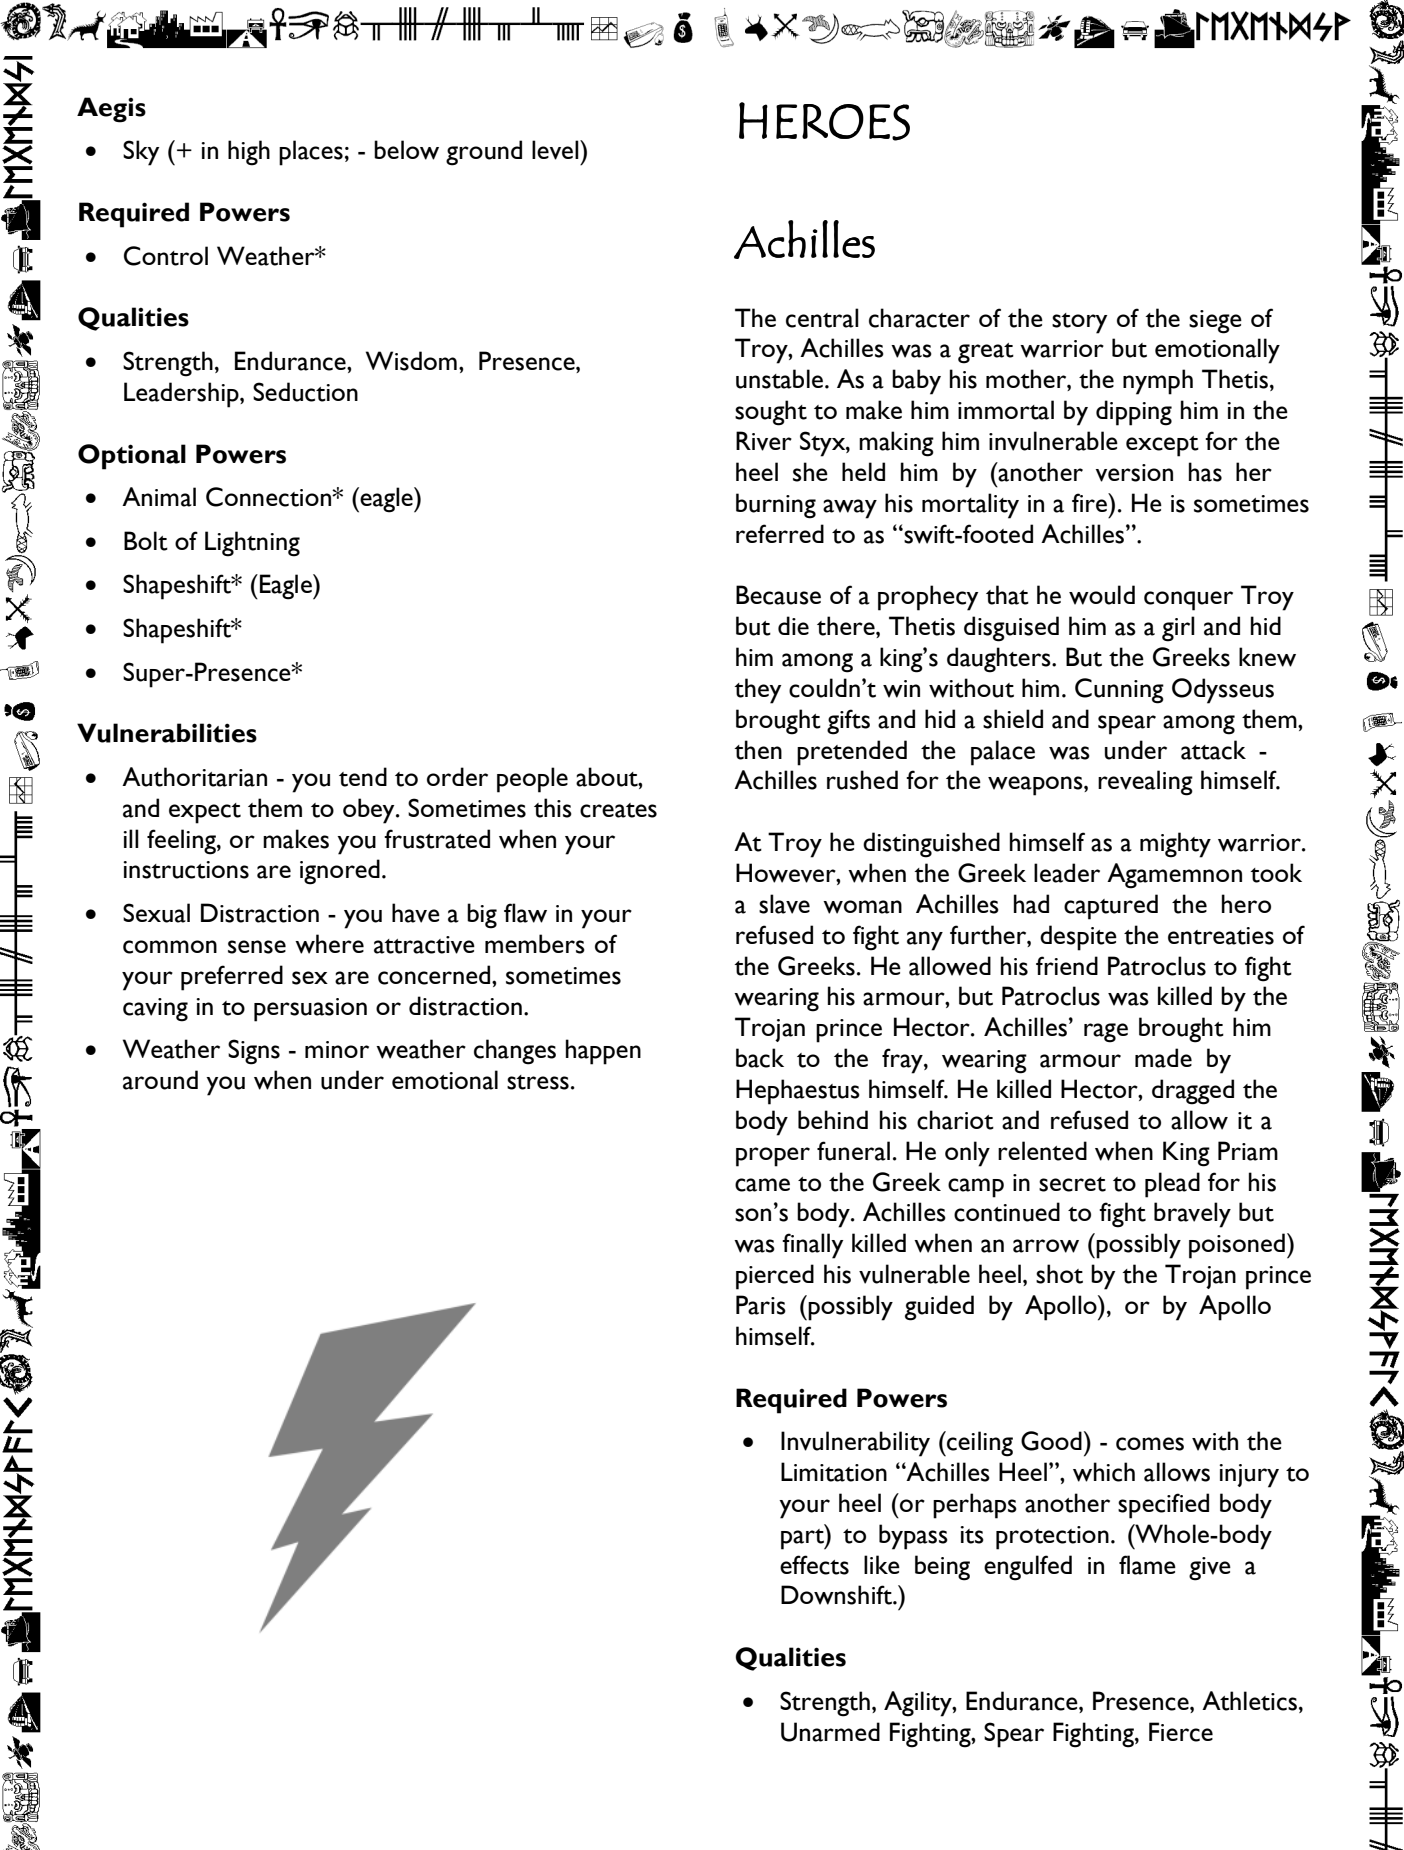 Aegis
• Sky (+ in high places; - below ground level)
Required Powers
• Control Weather*
Qualities
• Strength, Endurance, Wisdom, Presence,
Leadership, Seduction
Optional Powers
• Animal Connection* (eagle)
• Bolt of Lightning
• Shapeshift* (Eagle)
• Shapeshift*
• Super-Presence*
Vulnerabilities
• Authoritarian - you tend to order people about,
and expect them to obey. Sometimes this creates
ill feeling, or makes you frustrated when your
instructions are ignored.
• Sexual Distraction - you have a big flaw in your
common sense where attractive members of
your preferred sex are concerned, sometimes
caving in to persuasion or distraction.
• Weather Signs - minor weather changes happen
around you when under emotional stress.
HEROES
Achilles
The central character of the story of the siege of
Troy, Achilles was a great warrior but emotionally
unstable. As a baby his mother, the nymph Thetis,
sought to make him immortal by dipping him in the
River Styx, making him invulnerable except for the
heel she held him by (another version has her
burning away his mortality in a fire). He is sometimes
referred to as “swift-footed Achilles”.
Because of a prophecy that he would conquer Troy
but die there, Thetis disguised him as a girl and hid
him among a king’s daughters. But the Greeks knew
they couldn’t win without him. Cunning Odysseus
brought gifts and hid a shield and spear among them,
then pretended the palace was under attack -
Achilles rushed for the weapons, revealing himself.
At Troy he distinguished himself as a mighty warrior.
However, when the Greek leader Agamemnon took
a slave woman Achilles had captured the hero
refused to fight any further, despite the entreaties of
the Greeks. He allowed his friend Patroclus to fight
wearing his armour, but Patroclus was killed by the
Trojan prince Hector. Achilles’ rage brought him
back to the fray, wearing armour made by
Hephaestus himself. He killed Hector, dragged the
body behind his chariot and refused to allow it a
proper funeral. He only relented when King Priam
came to the Greek camp in secret to plead for his
son’s body. Achilles continued to fight bravely but
was finally killed when an arrow (possibly poisoned)
pierced his vulnerable heel, shot by the Trojan prince
Paris (possibly guided by Apollo), or by Apollo
himself.
Required Powers
• Invulnerability (ceiling Good) - comes with the
Limitation “Achilles Heel”, which allows injury to
your heel (or perhaps another specified body
part) to bypass its protection. (Whole-body
effects like being engulfed in flame give a
Downshift.)
Qualities
• Strength, Agility, Endurance, Presence, Athletics,
Unarmed Fighting, Spear Fighting, Fierce